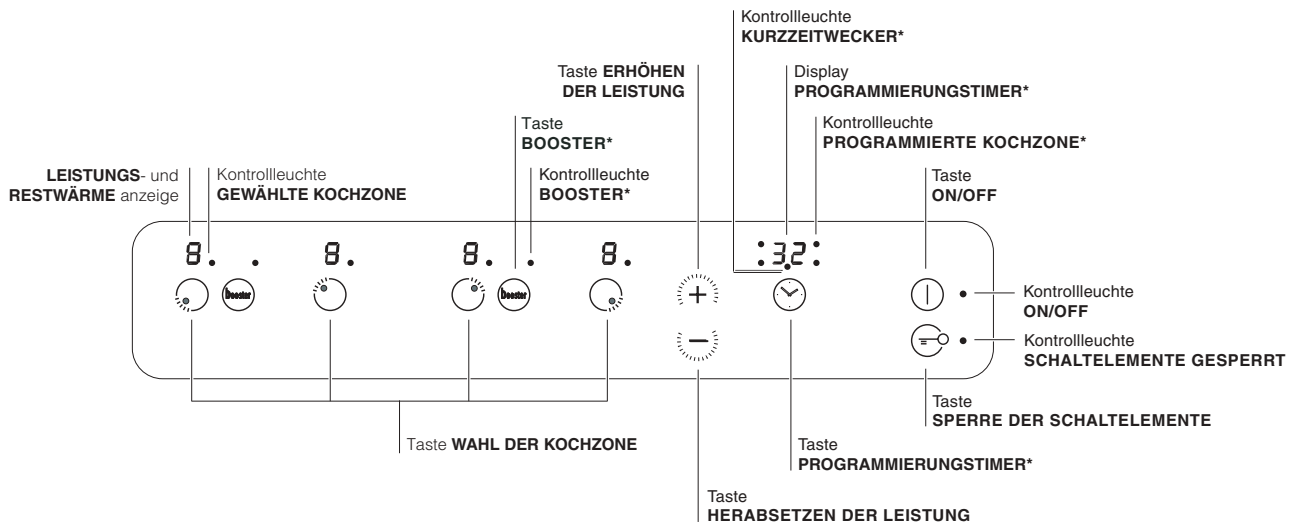 Kontrollleuchte
KURZZEITWECKER*
Taste ERHÖHEN
DER LEISTUNG
Display
PROGRAMMIERUNGSTIMER*
Taste
BOOSTER*
Kontrollleuchte
PROGRAMMIERTE KOCHZONE*
LEISTUNGS- und
RESTWÄRME anzeige
Kontrollleuchte
GEWÄHLTE KOCHZONE
Kontrollleuchte
BOOSTER*
Taste
ON/OFF
8. 8. 8. 8. 32
booster booster
Kontrollleuchte
ON/OFF
Kontrollleuchte
SCHALTELEMENTE GESPERRT
Taste
SPERRE DER SCHALTELEMENTE
Taste WAHL DER KOCHZONE
Taste
PROGRAMMIERUNGSTIMER*
Taste
HERABSETZEN DER LEISTUNG